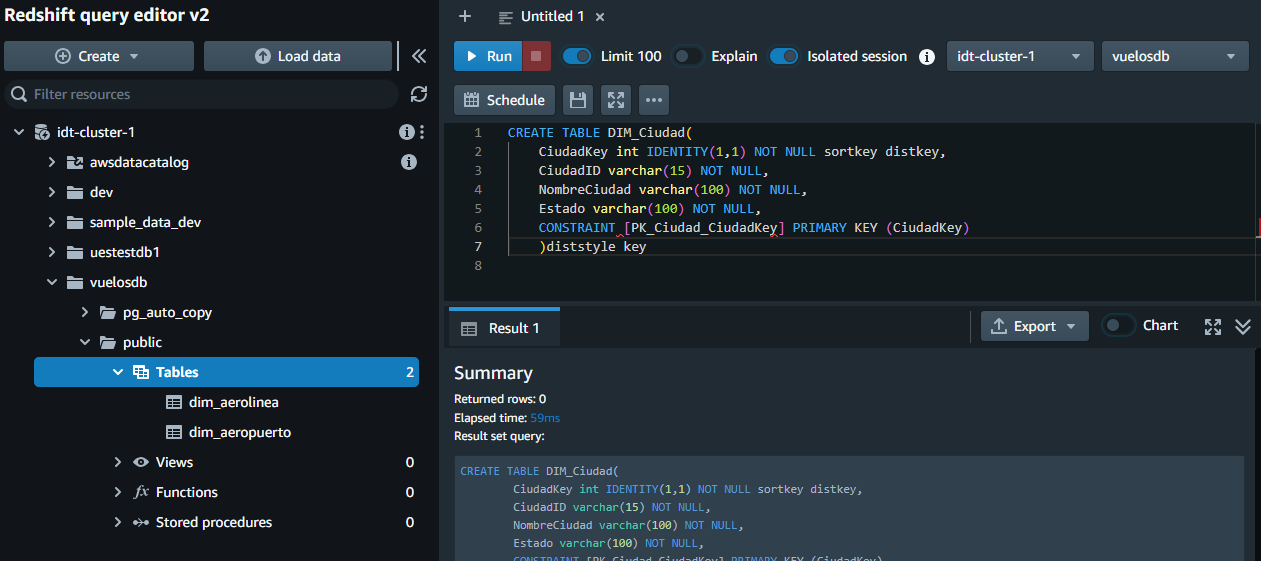 Redshift query editor v2
Create
Load data
Filter resources
idt-cluster-1
awsdatacatalog
dev
sample_data_dev
uestestdb1
vuelosdb
pg_auto_copy
public
Tables 2
dim_aerolinea
dim_aeropuerto
Views 0
fx Functions 0
Stored procedures 0
+ Untitled 1 ×
Run Limit 100 Explain Isolated session idt-cluster-1 vuelosdb
Schedule
1 CREATE TABLE DIM_Ciudad(
2 CiudadKey int IDENTITY(1,1) NOT NULL sortkey distkey,
3 CiudadID varchar(15) NOT NULL,
4 NombreCiudad varchar(100) NOT NULL,
5 Estado varchar(100) NOT NULL,
6 CONSTRAINT [PK_Ciudad_CiudadKey] PRIMARY KEY (CiudadKey)
7 )diststyle key
8
Result 1 Export Chart
Summary
Returned rows: 0
Elapsed time: 59ms
Result set query:
CREATE TABLE DIM_Ciudad(
CiudadKey int IDENTITY(1,1) NOT NULL sortkey distkey,
CiudadID varchar(15) NOT NULL,
NombreCiudad varchar(100) NOT NULL,
Estado varchar(100) NOT NULL,
CONSTRAINT [PK_Ciudad_CiudadKey] PRIMARY KEY (CiudadKey)